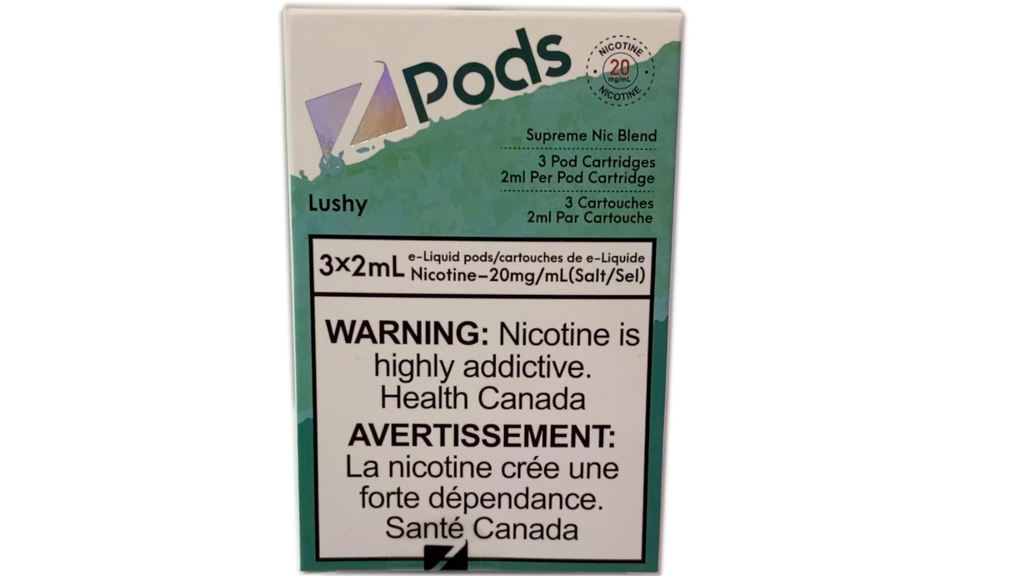 Z Pods
NICOTINE
20
mg/mL
NICOTINE
Supreme Nic Blend
3 Pod Cartridges
2ml Per Pod Cartridge
3 Cartouches
2ml Par Cartouche
Lushy
3×2mL
e-Liquid pods/cartouches de e-Liquide
Nicotine–20mg/mL(Salt/Sel)
WARNING: Nicotine is
highly addictive.
Health Canada
AVERTISSEMENT:
La nicotine crée une
forte dépendance.
Santé Canada